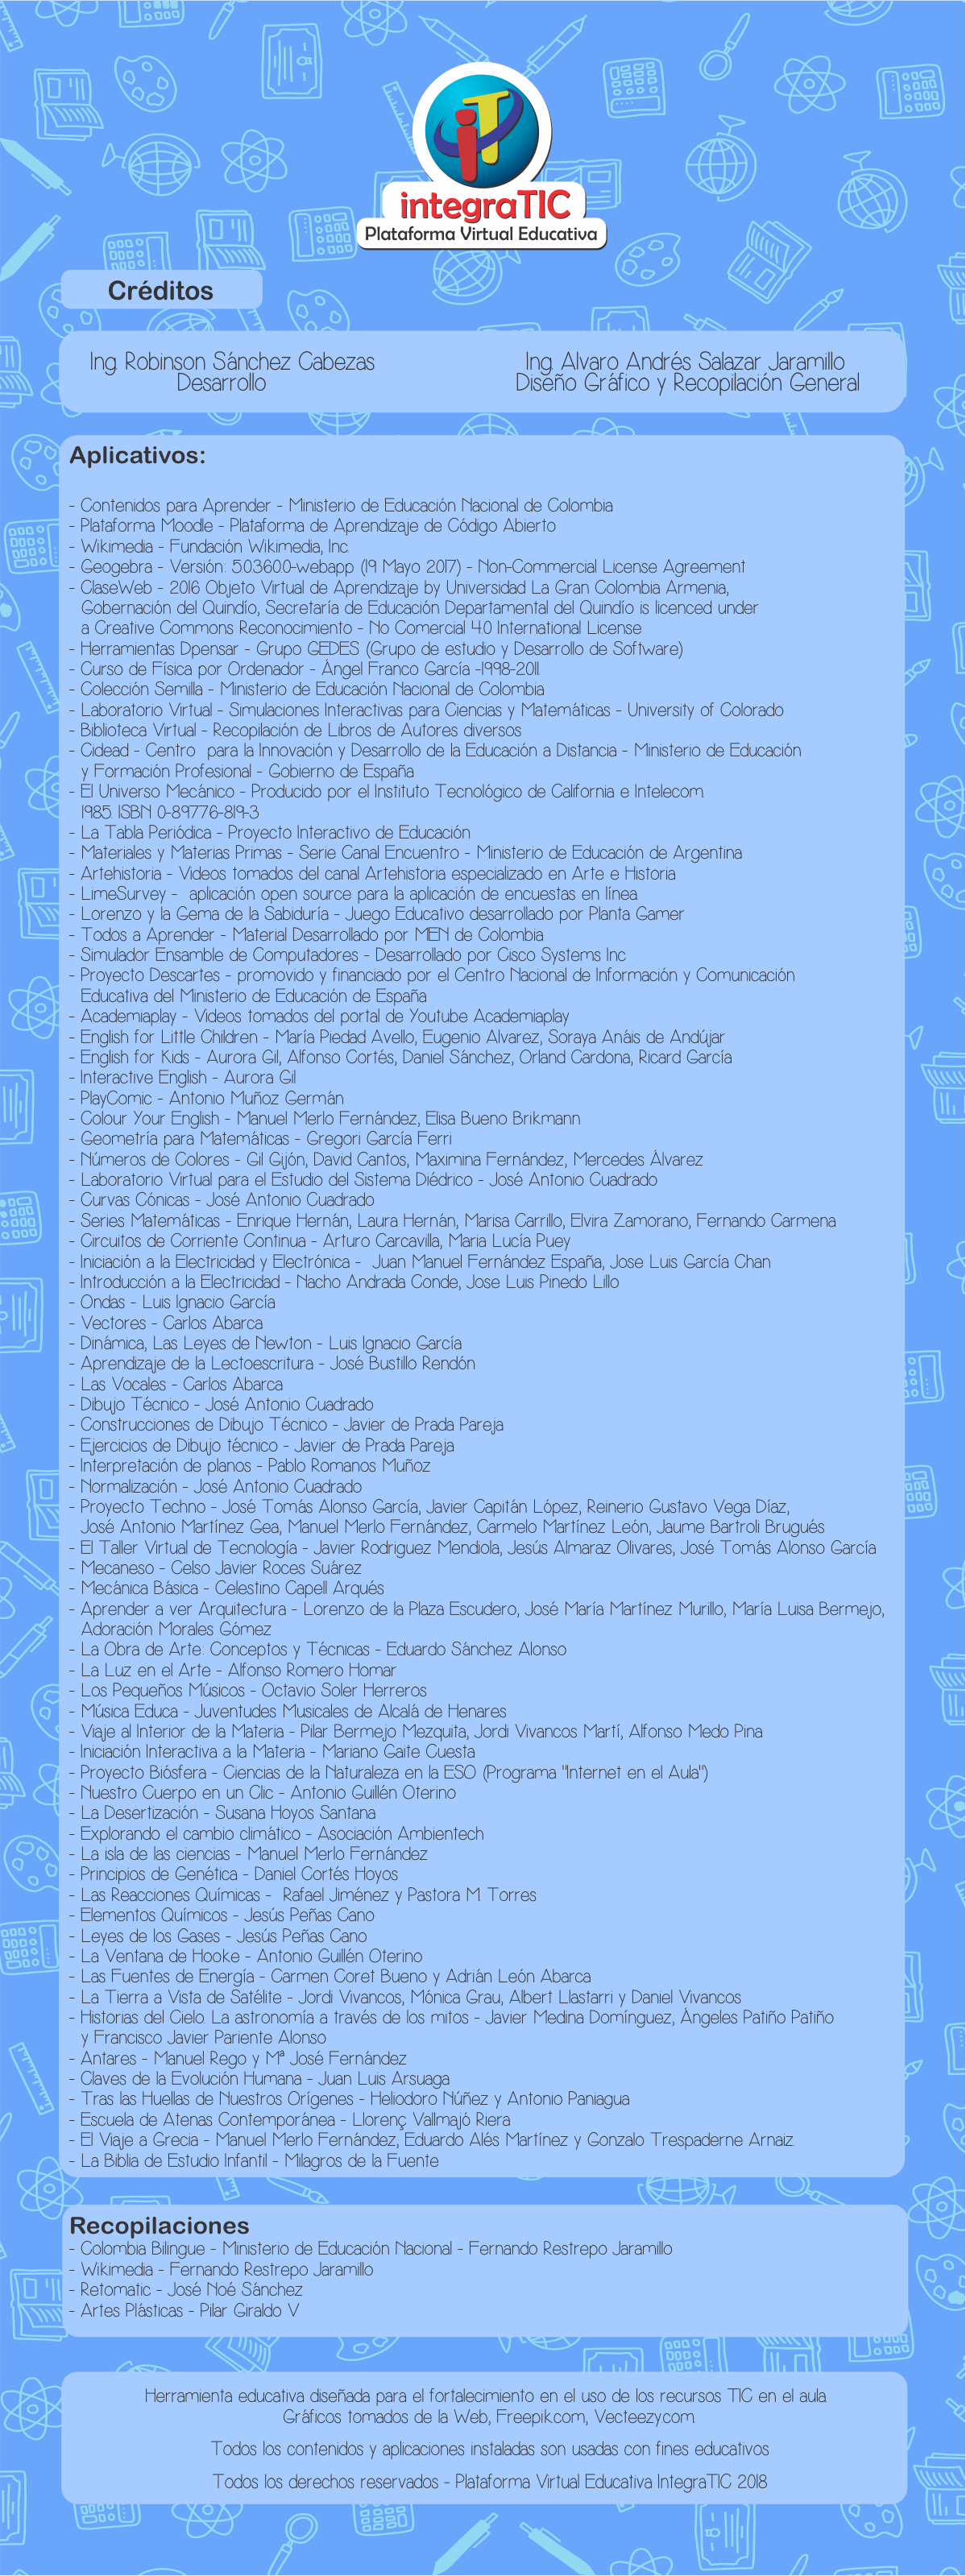 iT
integraTIC
Plataforma Virtual Educativa
Créditos
Ing. Robinson Sánchez Cabezas
Desarrollo
Ing. Alvaro Andrés Salazar Jaramillo
Diseño Gráfico y Recopilación General
Aplicativos:
- Contenidos para Aprender - Ministerio de Educación Nacional de Colombia
- Plataforma Moodle - Plataforma de Aprendizaje de Código Abierto
- Wikimedia - Fundación Wikimedia, Inc.
- Geogebra - Versión: 5.0.360.0-webapp (19 Mayo 2017) - Non-Commercial License Agreement
- ClaseWeb - 2016 Objeto Virtual de Aprendizaje by Universidad La Gran Colombia Armenia,
Gobernación del Quindío, Secretaría de Educación Departamental del Quindío is licenced under
a Creative Commons Reconocimiento - No Comercial 4.0 International License
- Herramientas Dpensar - Grupo GEDES (Grupo de estudio y Desarrollo de Software)
- Curso de Física por Ordenador - Ángel Franco García -1998-2011.
- Colección Semilla - Ministerio de Educación Nacional de Colombia
- Laboratorio Virtual - Simulaciones Interactivas para Ciencias y Matemáticas - University of Colorado
- Biblioteca Virtual - Recopilación de Libros de Autores diversos
- Cidead - Centro para la Innovación y Desarrollo de la Educación a Distancia - Ministerio de Educación
y Formación Profesional - Gobierno de España
- El Universo Mecánico - Producido por el Instituto Tecnológico de California e Intelecom.
1985. ISBN 0-89776-819-3
- La Tabla Periódica - Proyecto Interactivo de Educación
- Materiales y Materias Primas - Serie Canal Encuentro - Ministerio de Educación de Argentina
- Artehistoria - Videos tomados del canal Artehistoria especializado en Arte e Historia
- LimeSurvey - aplicación open source para la aplicación de encuestas en línea.
- Lorenzo y la Gema de la Sabiduría - Juego Educativo desarrollado por Planta Gamer
- Todos a Aprender - Material Desarrollado por MEN de Colombia
- Simulador Ensamble de Computadores - Desarrollado por Cisco Systems Inc
- Proyecto Descartes - promovido y financiado por el Centro Nacional de Información y Comunicación
Educativa del Ministerio de Educación de España
- Academiaplay - Videos tomados del portal de Youtube Academiaplay
- English for Little Children - María Piedad Avello, Eugenio Alvarez, Soraya Anáis de Andújar
- English for Kids - Aurora Gil, Alfonso Cortés, Daniel Sánchez, Orland Cardona, Ricard García
- Interactive English - Aurora Gil
- PlayComic - Antonio Muñoz Germán
- Colour Your English - Manuel Merlo Fernández, Elisa Bueno Brikmann
- Geometría para Matemáticas - Gregori García Ferri
- Números de Colores - Gil Gijón, David Cantos, Maximina Fernández, Mercedes Álvarez
- Laboratorio Virtual para el Estudio del Sistema Diédrico - José Antonio Cuadrado
- Curvas Cónicas - José Antonio Cuadrado
- Series Matemáticas - Enrique Hernán, Laura Hernán, Marisa Carrillo, Elvira Zamorano, Fernando Carmena
- Circuitos de Corriente Continua - Arturo Carcavilla, Maria Lucía Puey
- Iniciación a la Electricidad y Electrónica - Juan Manuel Fernández España, Jose Luis García Chan
- Introducción a la Electricidad - Nacho Andrada Conde, Jose Luis Pinedo Lillo
- Ondas - Luis Ignacio García
- Vectores - Carlos Abarca
- Dinámica, Las Leyes de Newton - Luis Ignacio García
- Aprendizaje de la Lectoescritura - José Bustillo Rendón
- Las Vocales - Carlos Abarca
- Dibujo Técnico - José Antonio Cuadrado
- Construcciones de Dibujo Técnico - Javier de Prada Pareja
- Ejercicios de Dibujo técnico - Javier de Prada Pareja
- Interpretación de planos - Pablo Romanos Muñoz
- Normalización - José Antonio Cuadrado
- Proyecto Techno - José Tomás Alonso García, Javier Capitán López, Reinerio Gustavo Vega Díaz,
José Antonio Martínez Gea, Manuel Merlo Fernández, Carmelo Martínez León, Jaume Bartroli Brugués
- El Taller Virtual de Tecnología - Javier Rodriguez Mendiola, Jesús Almaraz Olivares, José Tomás Alonso García
- Mecaneso - Celso Javier Roces Suárez
- Mecánica Básica - Celestino Capell Arqués
- Aprender a ver Arquitectura - Lorenzo de la Plaza Escudero, José María Martínez Murillo, María Luisa Bermejo,
Adoración Morales Gómez
- La Obra de Arte: Conceptos y Técnicas - Eduardo Sánchez Alonso
- La Luz en el Arte - Alfonso Romero Homar
- Los Pequeños Músicos - Octavio Soler Herreros
- Música Educa - Juventudes Musicales de Alcalá de Henares
- Viaje al Interior de la Materia - Pilar Bermejo Mezquita, Jordi Vivancos Martí, Alfonso Medo Pina
- Iniciación Interactiva a la Materia - Mariano Gaite Cuesta
- Proyecto Biósfera - Ciencias de la Naturaleza en la ESO (Programa "Internet en el Aula")
- Nuestro Cuerpo en un Clic - Antonio Guillén Oterino
- La Desertización - Susana Hoyos Santana
- Explorando el cambio climático - Asociación Ambientech
- La isla de las ciencias - Manuel Merlo Fernández
- Principios de Genética - Daniel Cortés Hoyos
- Las Reacciones Químicas - Rafael Jiménez y Pastora M. Torres
- Elementos Químicos - Jesús Peñas Cano
- Leyes de los Gases - Jesús Peñas Cano
- La Ventana de Hooke - Antonio Guillén Oterino
- Las Fuentes de Energía - Carmen Coret Bueno y Adrián León Abarca
- La Tierra a Vista de Satélite - Jordi Vivancos, Mónica Grau, Albert Llastarri y Daniel Vivancos
- Historias del Cielo. La astronomía a través de los mitos - Javier Medina Domínguez, Ángeles Patiño Patiño
y Francisco Javier Pariente Alonso
- Antares - Manuel Rego y Mª José Fernández
- Claves de la Evolución Humana - Juan Luis Arsuaga
- Tras las Huellas de Nuestros Orígenes - Heliodoro Núñez y Antonio Paniagua
- Escuela de Atenas Contemporánea - Llorenç Vallmajó Riera
- El Viaje a Grecia - Manuel Merlo Fernández, Eduardo Alés Martínez y Gonzalo Trespaderne Arnaiz.
- La Biblia de Estudio Infantil - Milagros de la Fuente
Recopilaciones
- Colombia Bilingue - Ministerio de Educación Nacional - Fernando Restrepo Jaramillo
- Wikimedia - Fernando Restrepo Jaramillo
- Retomatic - José Noé Sánchez
- Artes Plásticas - Pilar Giraldo V.
Herramienta educativa diseñada para el fortalecimiento en el uso de los recursos TIC en el aula.
Gráficos tomados de la Web, Freepik.com, Vecteezy.com.
Todos los contenidos y aplicaciones instaladas son usadas con fines educativos
Todos los derechos reservados - Plataforma Virtual Educativa IntegraTIC 2018